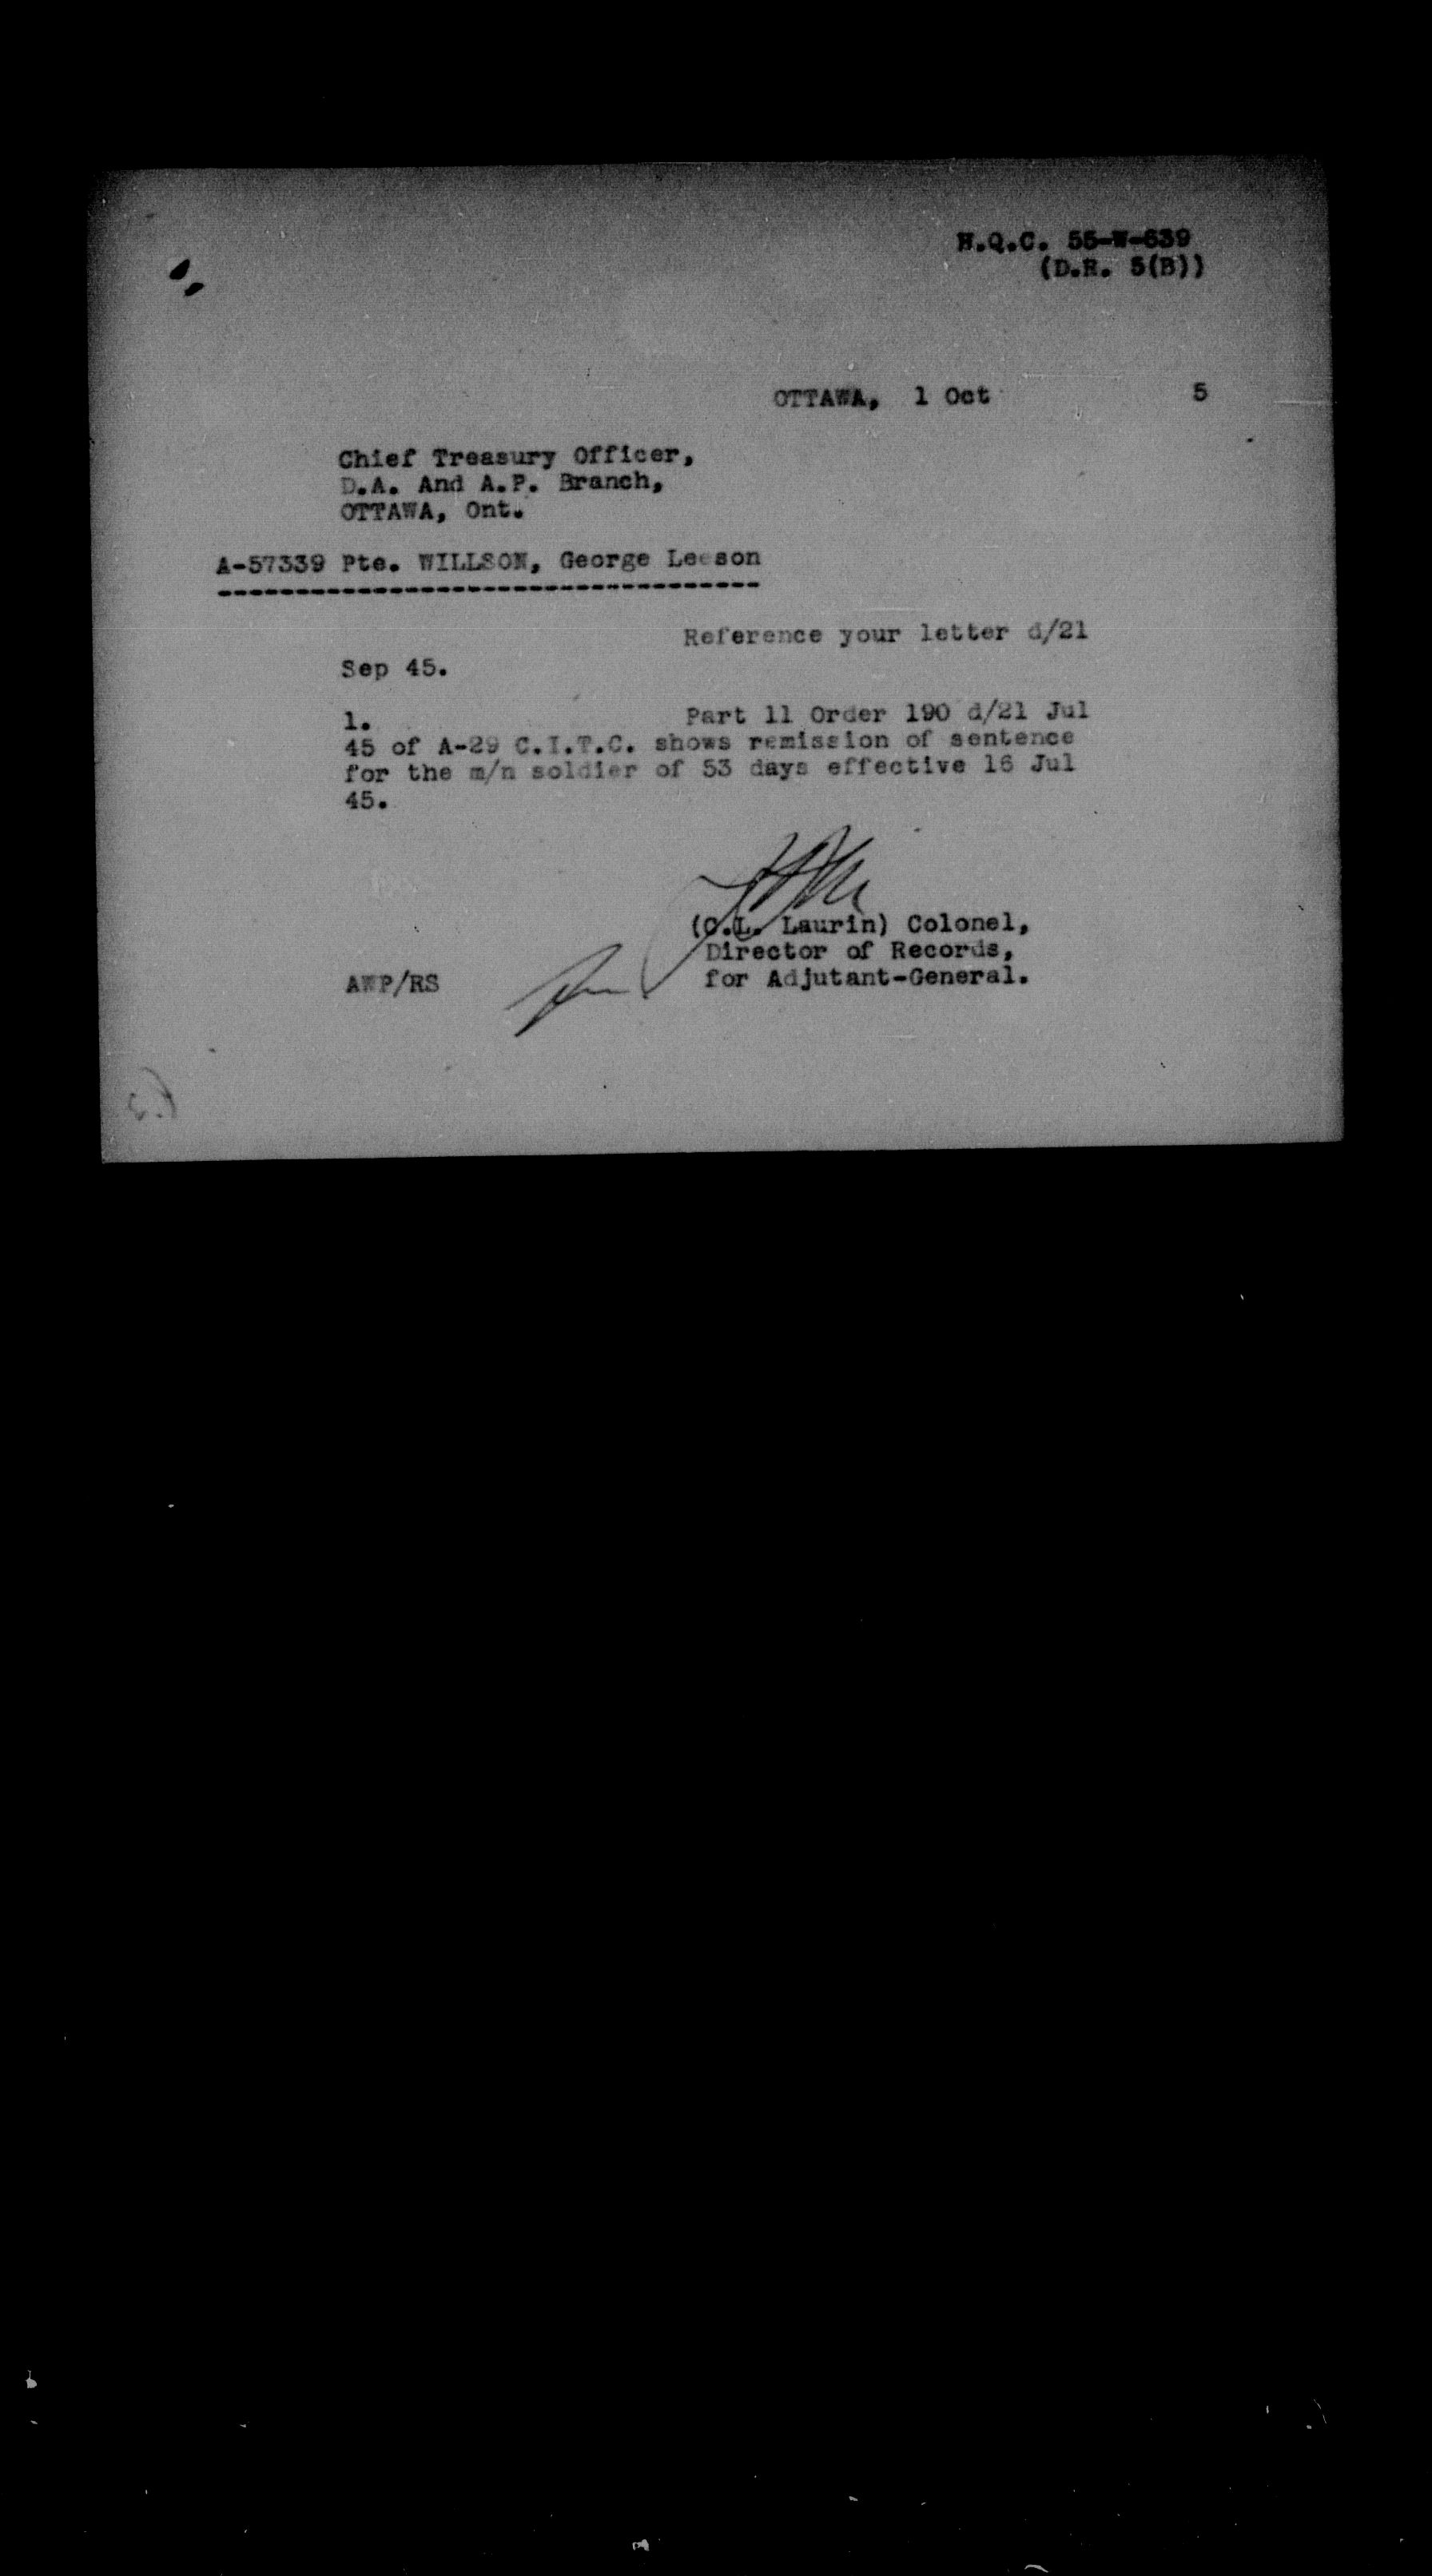 H.Q.C. 55-W-639
(D.R. 5(B))
OTTAWA, 1 Oct 5
Chief Treasury Officer,
D.A. And A.P. Branch,
OTTAWA, Ont.
A-57339 Pte. WILLSON, George Leeson
Reference your letter d/21
Sep 45.
1. Part 11 Order 190 d/21 Jul
45 of A-29 C.I.T.C. shows remission of sentence
for the m/n soldier of 53 days effective 16 Jul
45.
(C.L. Laurin) Colonel,
Director of Records,
AWP/RS for Adjutant-General.